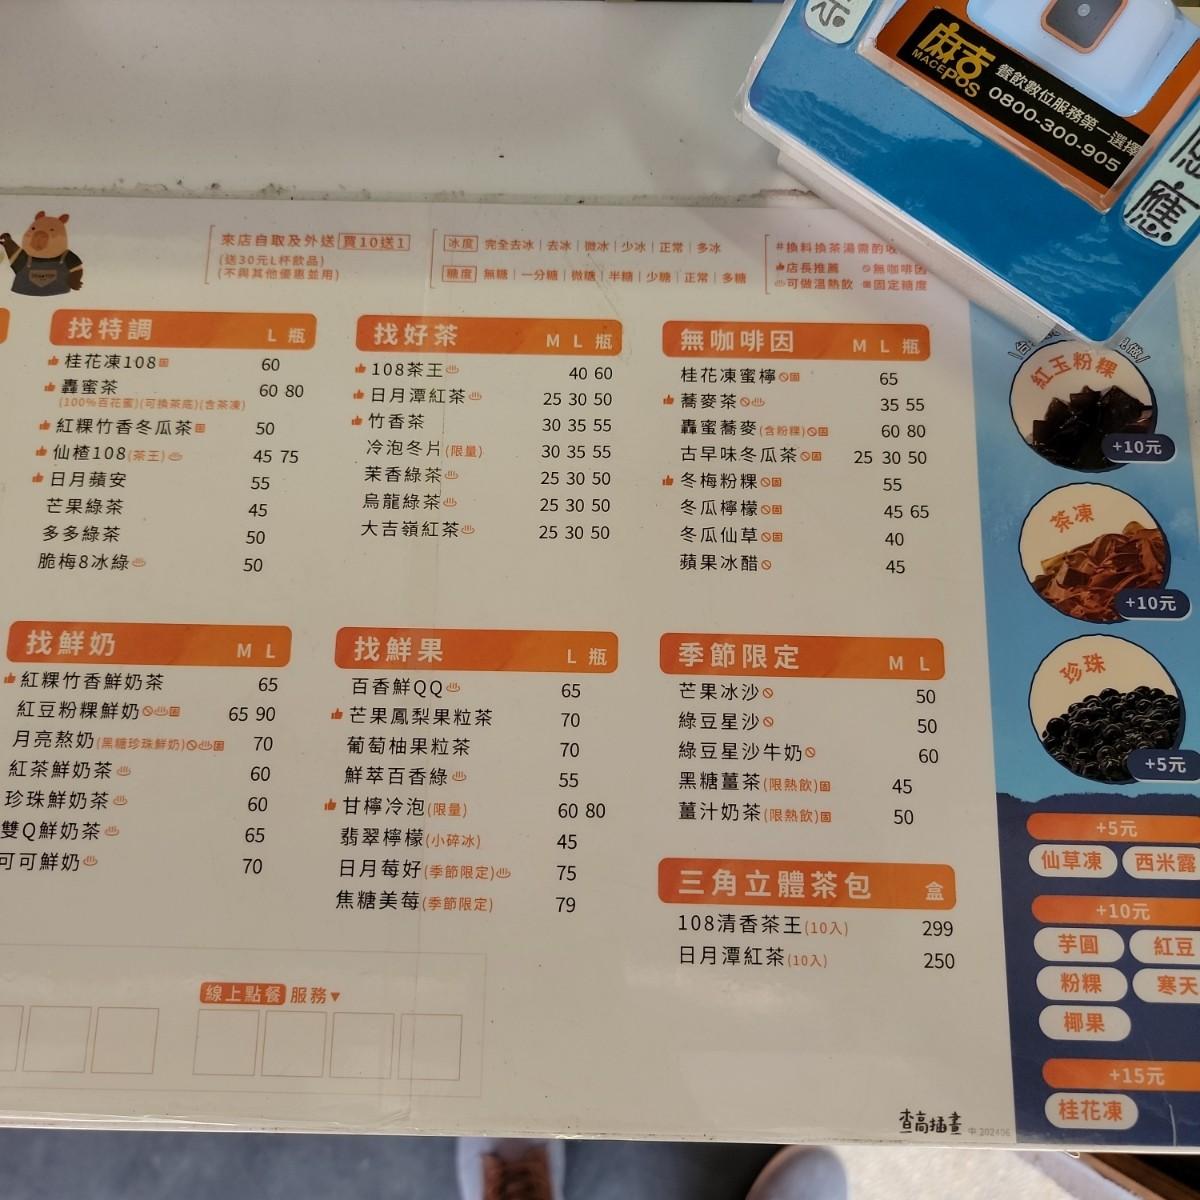 麻吉
MACEPOS
餐飲數位服務第一選擇
0800-300-905
應
來店自取及外送 買10送1
(送30元L杯飲品)
(不與其他優惠並用)
冰度 完全去冰|去冰|微冰|少冰|正常|多冰
糖度 無糖|一分糖|微糖|半糖|少糖|正常|多糖
#換料換茶湯需酌收
店長推薦 無咖啡因
可做溫熱飲 固定糖度
找特調 L 瓶
桂花凍108 固 60
轟蜜茶 60 80
(100%百花蜜)(可換茶底)(含茶凍)
紅粿竹香冬瓜茶 固 50
仙楂108(茶王) 45 75
日月蘋安 55
芒果綠茶 45
多多綠茶 50
脆梅8冰綠 50
找好茶 M L 瓶
108茶王 40 60
日月潭紅茶 25 30 50
竹香茶 30 35 55
冷泡冬片(限量) 30 35 55
茉香綠茶 25 30 50
烏龍綠茶 25 30 50
大吉嶺紅茶 25 30 50
無咖啡因 M L 瓶
桂花凍蜜檸 固 65
蕎麥茶 35 55
轟蜜蕎麥(含粉粿) 固 60 80
古早味冬瓜茶 固 25 30 50
冬梅粉粿 固 55
冬瓜檸檬 固 45 65
冬瓜仙草 固 40
蘋果冰醋 45
找鮮奶 M L
紅粿竹香鮮奶茶 65
紅豆粉粿鮮奶 固 65 90
月亮熬奶(黑糖珍珠鮮奶) 固 70
紅茶鮮奶茶 60
珍珠鮮奶茶 60
雙Q鮮奶茶 65
可可鮮奶 70
找鮮果 L 瓶
百香鮮QQ 65
芒果鳳梨果粒茶 70
葡萄柚果粒茶 70
鮮萃百香綠 55
甘檸冷泡(限量) 60 80
翡翠檸檬(小碎冰) 45
日月莓好(季節限定) 75
焦糖美莓(季節限定) 79
季節限定 M L
芒果冰沙 50
綠豆星沙 50
綠豆星沙牛奶 60
黑糖薑茶(限熱飲) 固 45
薑汁奶茶(限熱飲) 固 50
三角立體茶包 盒
108清香茶王(10入) 299
日月潭紅茶(10入) 250
紅玉粉粿
+10元
茶凍
+10元
珍珠
+5元
+5元
仙草凍 西米露
+10元
芋圓 紅豆
粉粿 寒天
椰果
+15元
桂花凍
線上點餐 服務▼
查高插畫 中 202406